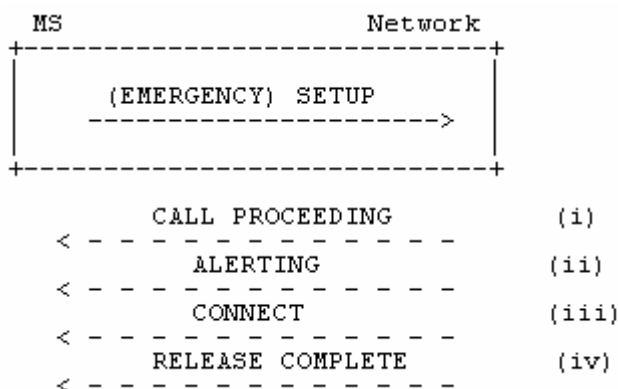 MS Network
(EMERGENCY) SETUP
CALL PROCEEDING (i)
ALERTING (ii)
CONNECT (iii)
RELEASE COMPLETE (iv)